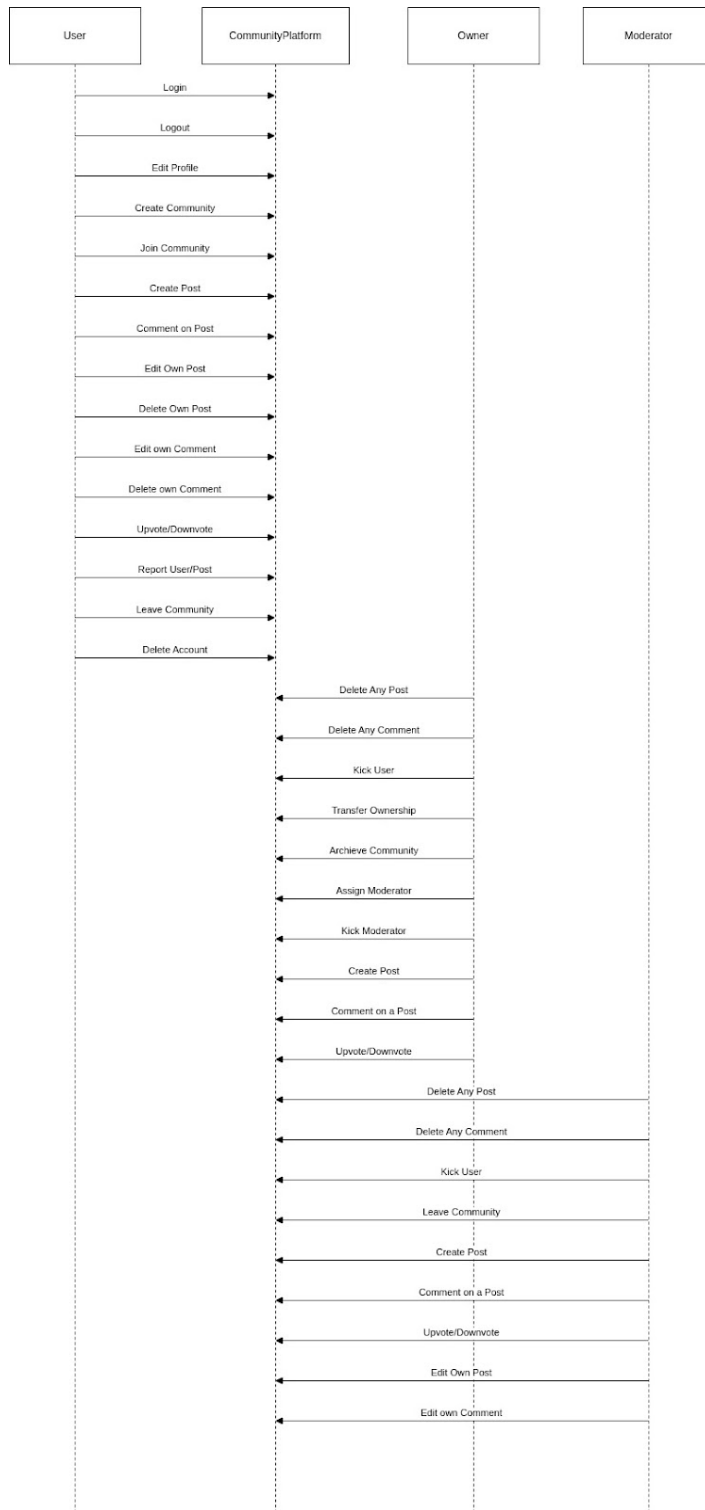 User
CommunityPlatform
Owner
Moderator
Login
Logout
Edit Profile
Create Community
Join Community
Create Post
Comment on Post
Edit Own Post
Delete Own Post
Edit own Comment
Delete own Comment
Upvote/Downvote
Report User/Post
Leave Community
Delete Account
Delete Any Post
Delete Any Comment
Kick User
Transfer Ownership
Archieve Community
Assign Moderator
Kick Moderator
Create Post
Comment on a Post
Upvote/Downvote
Delete Any Post
Delete Any Comment
Kick User
Leave Community
Create Post
Comment on a Post
Upvote/Downvote
Edit Own Post
Edit own Comment